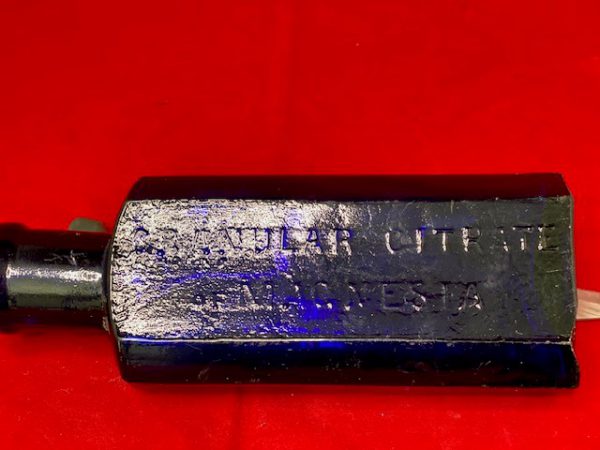 GRANULAR CITRATE
OF MAGNESIA